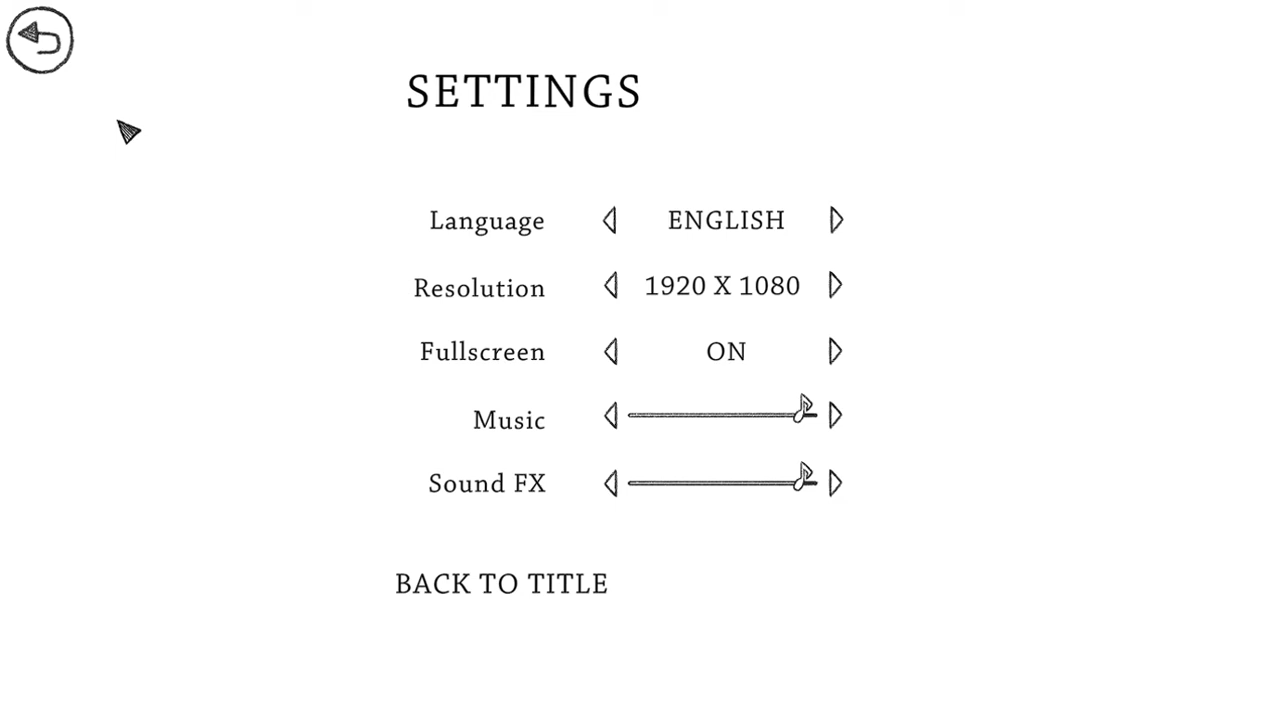 SETTINGS
Language ENGLISH
Resolution 1920 X 1080
Fullscreen ON
Music
Sound FX
BACK TO TITLE